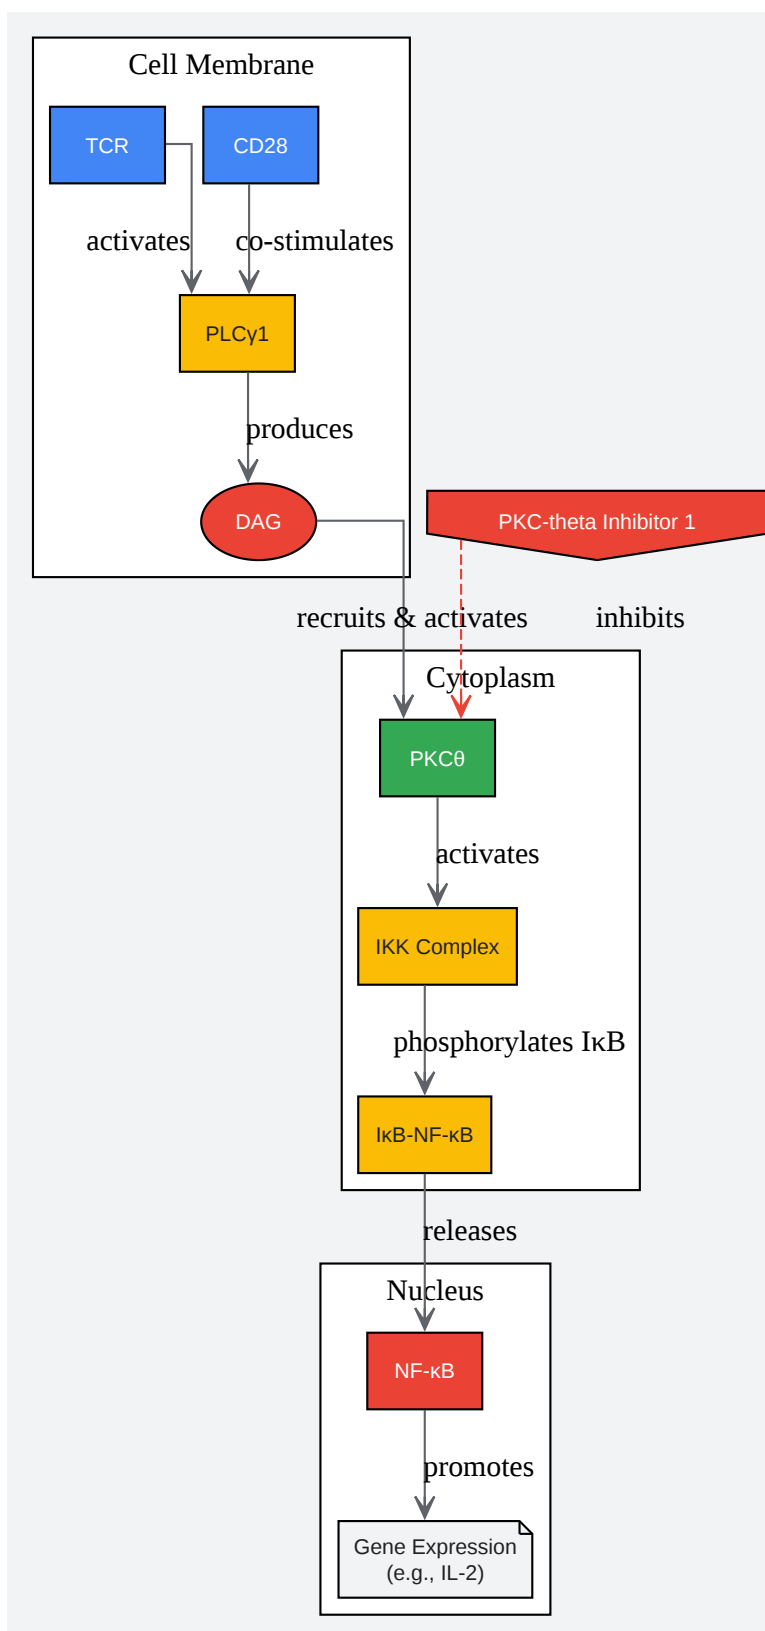 Cell Membrane
TCR
CD28
activates
co-stimulates
PLCγ1
produces
DAG
PKC-theta Inhibitor 1
recruits & activates
inhibits
Cytoplasm
PKCθ
activates
IKK Complex
phosphorylates IκB
IκB-NF-κB
releases
Nucleus
NF-κB
promotes
Gene Expression
(e.g., IL-2)